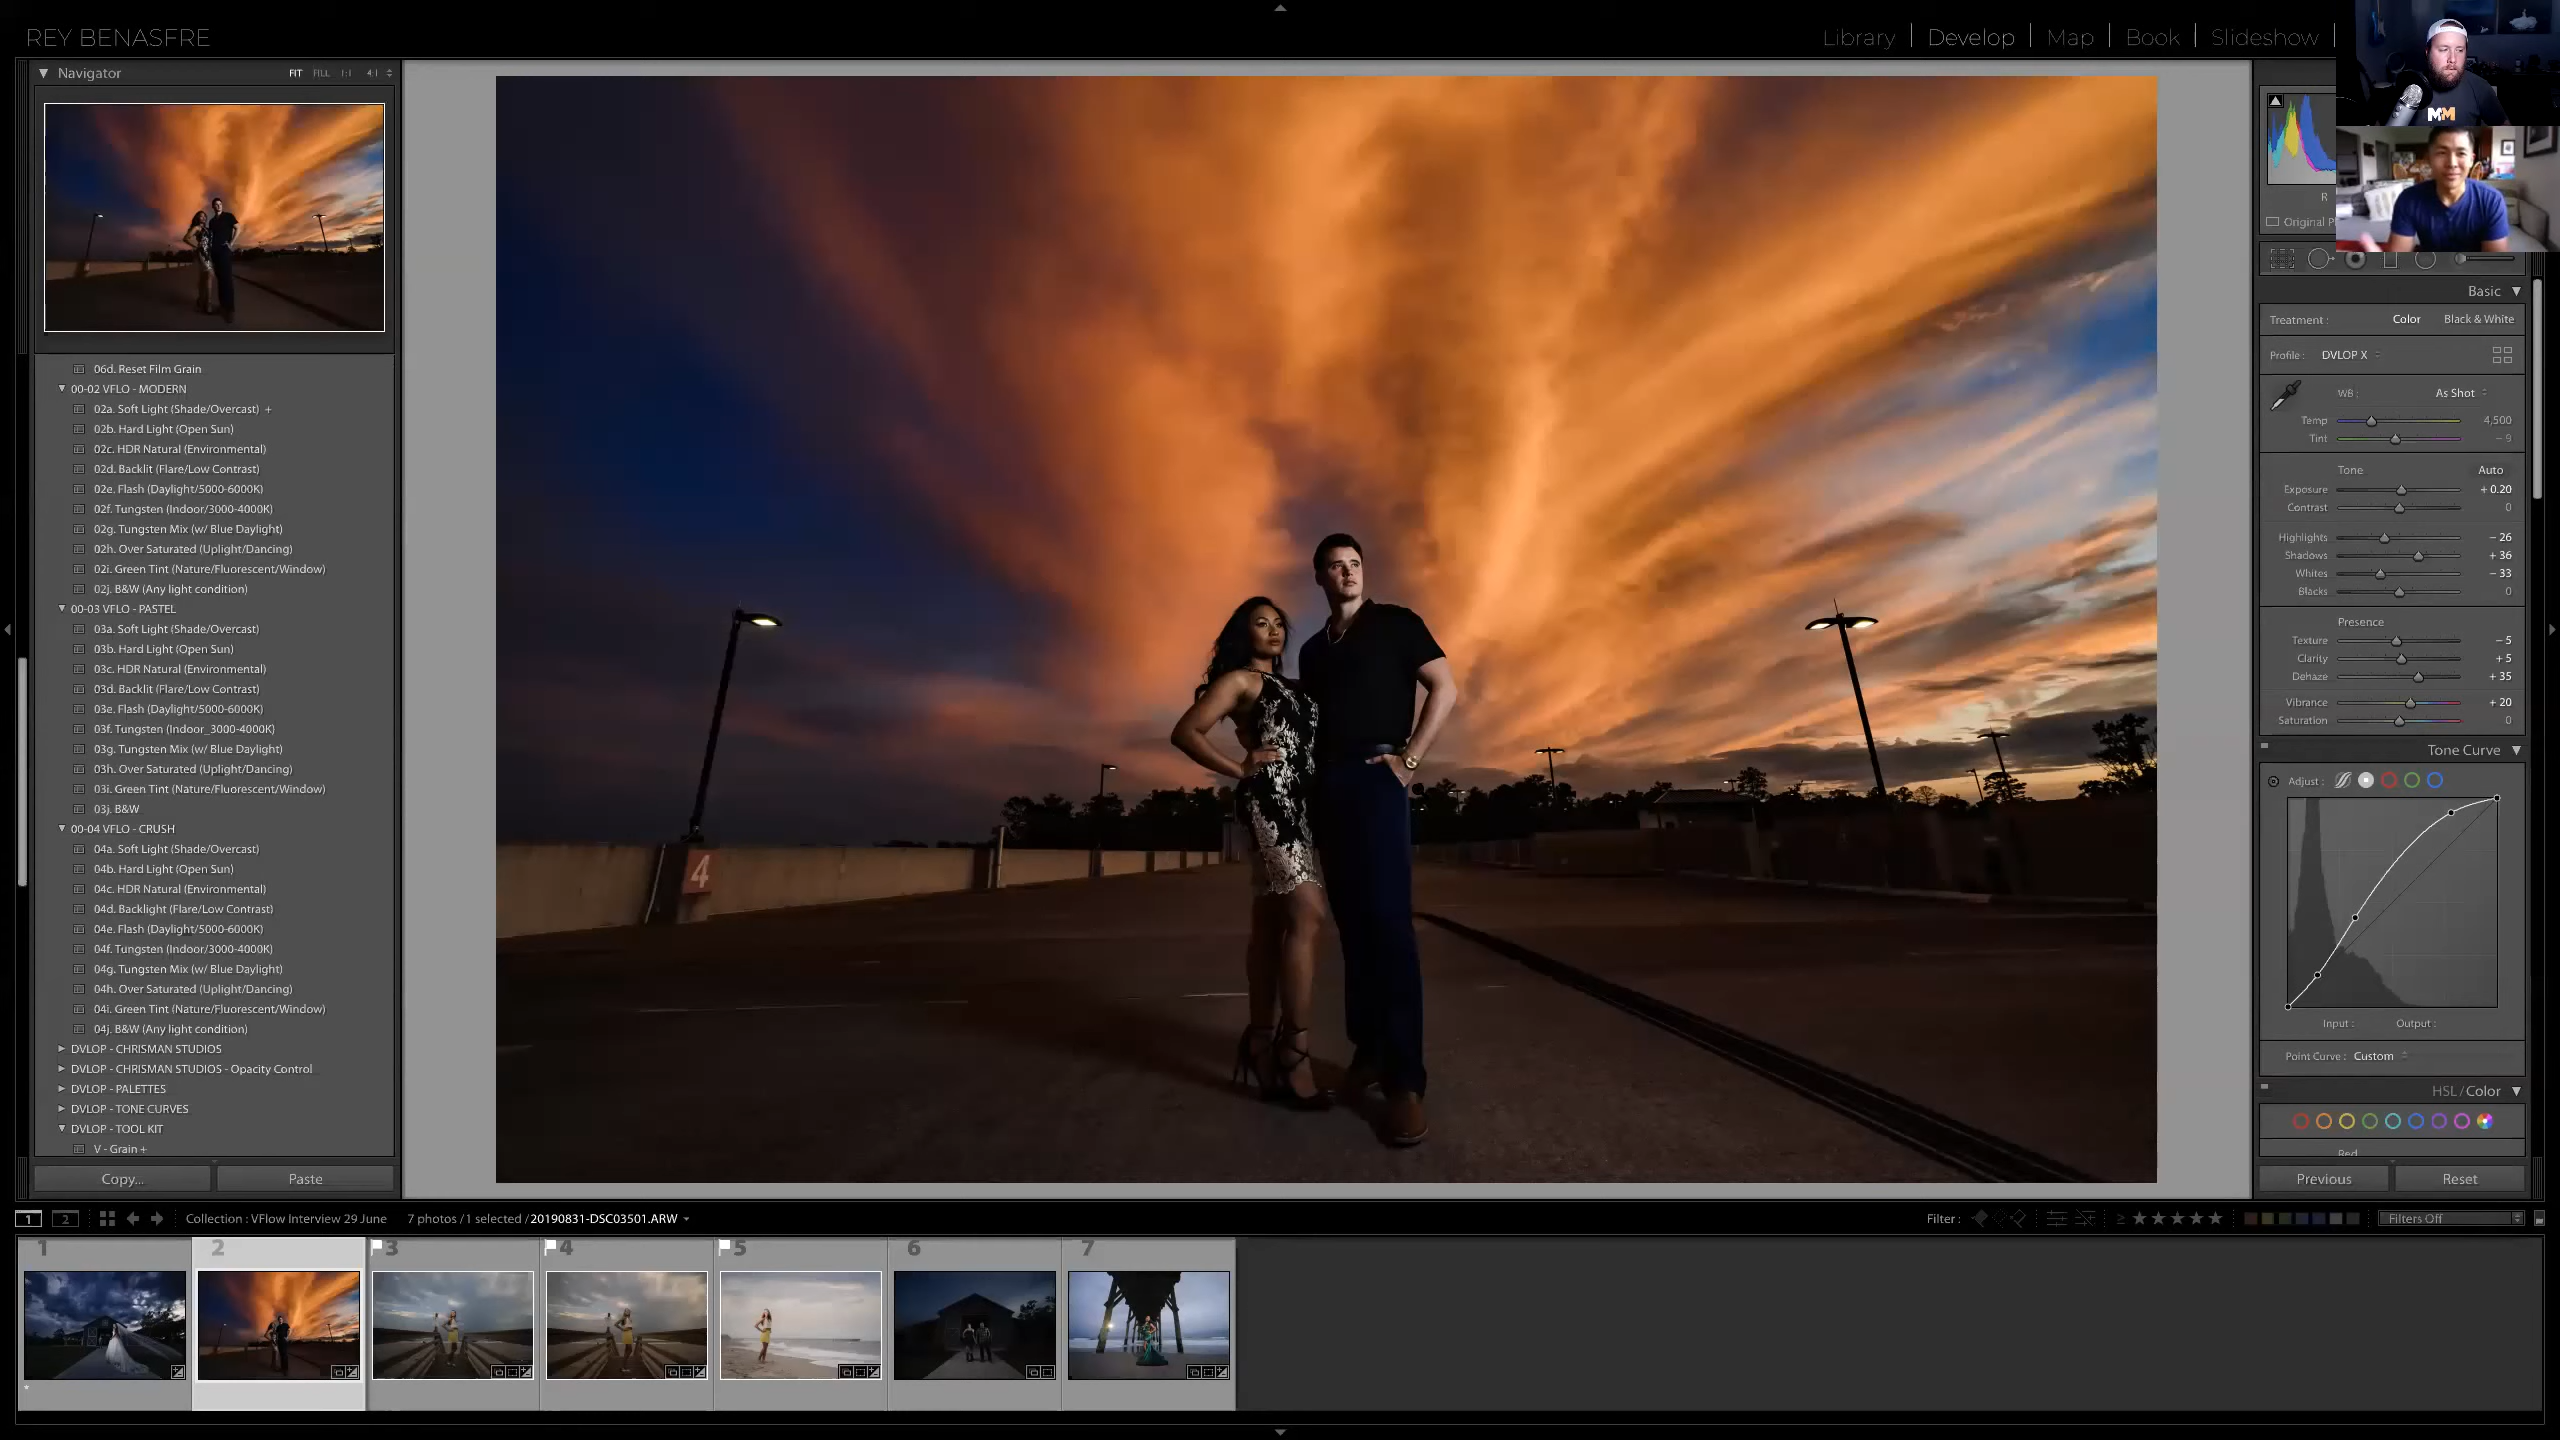 REY BENASFRE
Library | Develop | Map | Book | Slideshow |
Navigator FIT FILL 1:1 4:1
06d. Reset Film Grain
00-02 VFLO - MODERN
02a. Soft Light (Shade/Overcast) +
02b. Hard Light (Open Sun)
02c. HDR Natural (Environmental)
02d. Backlit (Flare/Low Contrast)
02e. Flash (Daylight/5000-6000K)
02f. Tungsten (Indoor/3000-4000K)
02g. Tungsten Mix (w/ Blue Daylight)
02h. Over Saturated (Uplight/Dancing)
02i. Green Tint (Nature/Fluorescent/Window)
02j. B&W (Any light condition)
00-03 VFLO - PASTEL
03a. Soft Light (Shade/Overcast)
03b. Hard Light (Open Sun)
03c. HDR Natural (Environmental)
03d. Backlit (Flare/Low Contrast)
03e. Flash (Daylight/5000-6000K)
03f. Tungsten (Indoor_3000-4000K)
03g. Tungsten Mix (w/ Blue Daylight)
03h. Over Saturated (Uplight/Dancing)
03i. Green Tint (Nature/Fluorescent/Window)
03j. B&W
00-04 VFLO - CRUSH
04a. Soft Light (Shade/Overcast)
04b. Hard Light (Open Sun)
04c. HDR Natural (Environmental)
04d. Backlight (Flare/Low Contrast)
04e. Flash (Daylight/5000-6000K)
04f. Tungsten (Indoor/3000-4000K)
04g. Tungsten Mix (w/ Blue Daylight)
04h. Over Saturated (Uplight/Dancing)
04i. Green Tint (Nature/Fluorescent/Window)
04j. B&W (Any light condition)
DVLOP - CHRISMAN STUDIOS
DVLOP - CHRISMAN STUDIOS - Opacity Control
DVLOP - PALETTES
DVLOP - TONE CURVES
DVLOP - TOOL KIT
V - Grain +
Copy... Paste
4
MM
R
Original P
Basic
Treatment : Color Black & White
Profile : DVLOP X
WB : As Shot
Temp 4,500
Tint - 9
Tone Auto
Exposure + 0.20
Contrast 0
Highlights - 26
Shadows + 36
Whites - 33
Blacks 0
Presence
Texture - 5
Clarity + 5
Dehaze + 35
Vibrance + 20
Saturation 0
Tone Curve
Adjust :
Input : Output :
Point Curve : Custom
HSL / Color
Red
Previous Reset
1 2 Collection : VFlow Interview 29 June 7 photos / 1 selected / 20190831-DSC03501.ARW Filter : ≥ ★★★★★ Filters Off
1 2 3 4 5 6 7